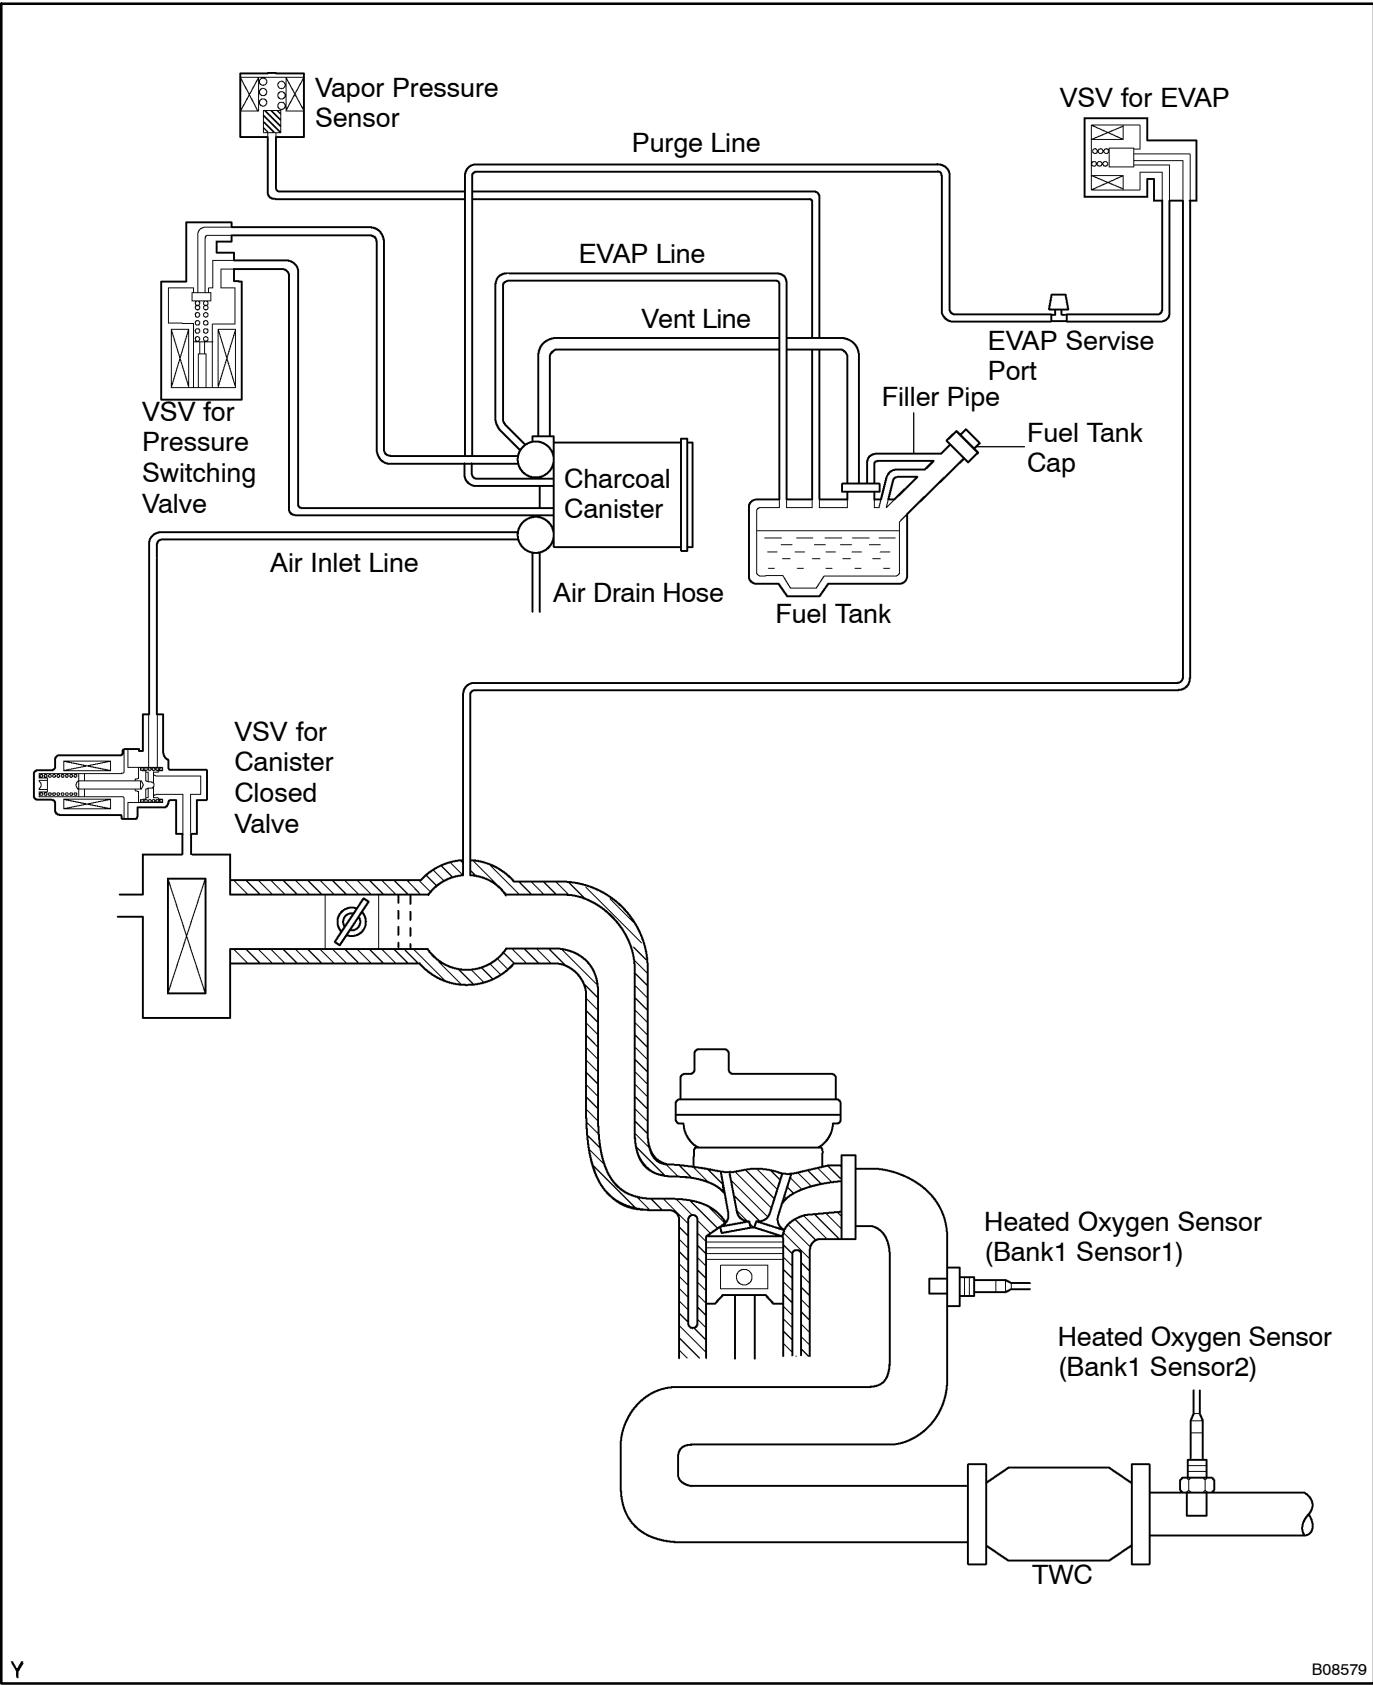 Vapor Pressure
Sensor
VSV for EVAP
Purge Line
EVAP Line
Vent Line
EVAP Servise
Port
Filler Pipe
VSV for
Pressure
Switching
Valve
Fuel Tank
Cap
Charcoal
Canister
Air Inlet Line
Air Drain Hose
Fuel Tank
VSV for
Canister
Closed
Valve
Heated Oxygen Sensor
(Bank1 Sensor1)
Heated Oxygen Sensor
(Bank1 Sensor2)
TWC
Y
B08579